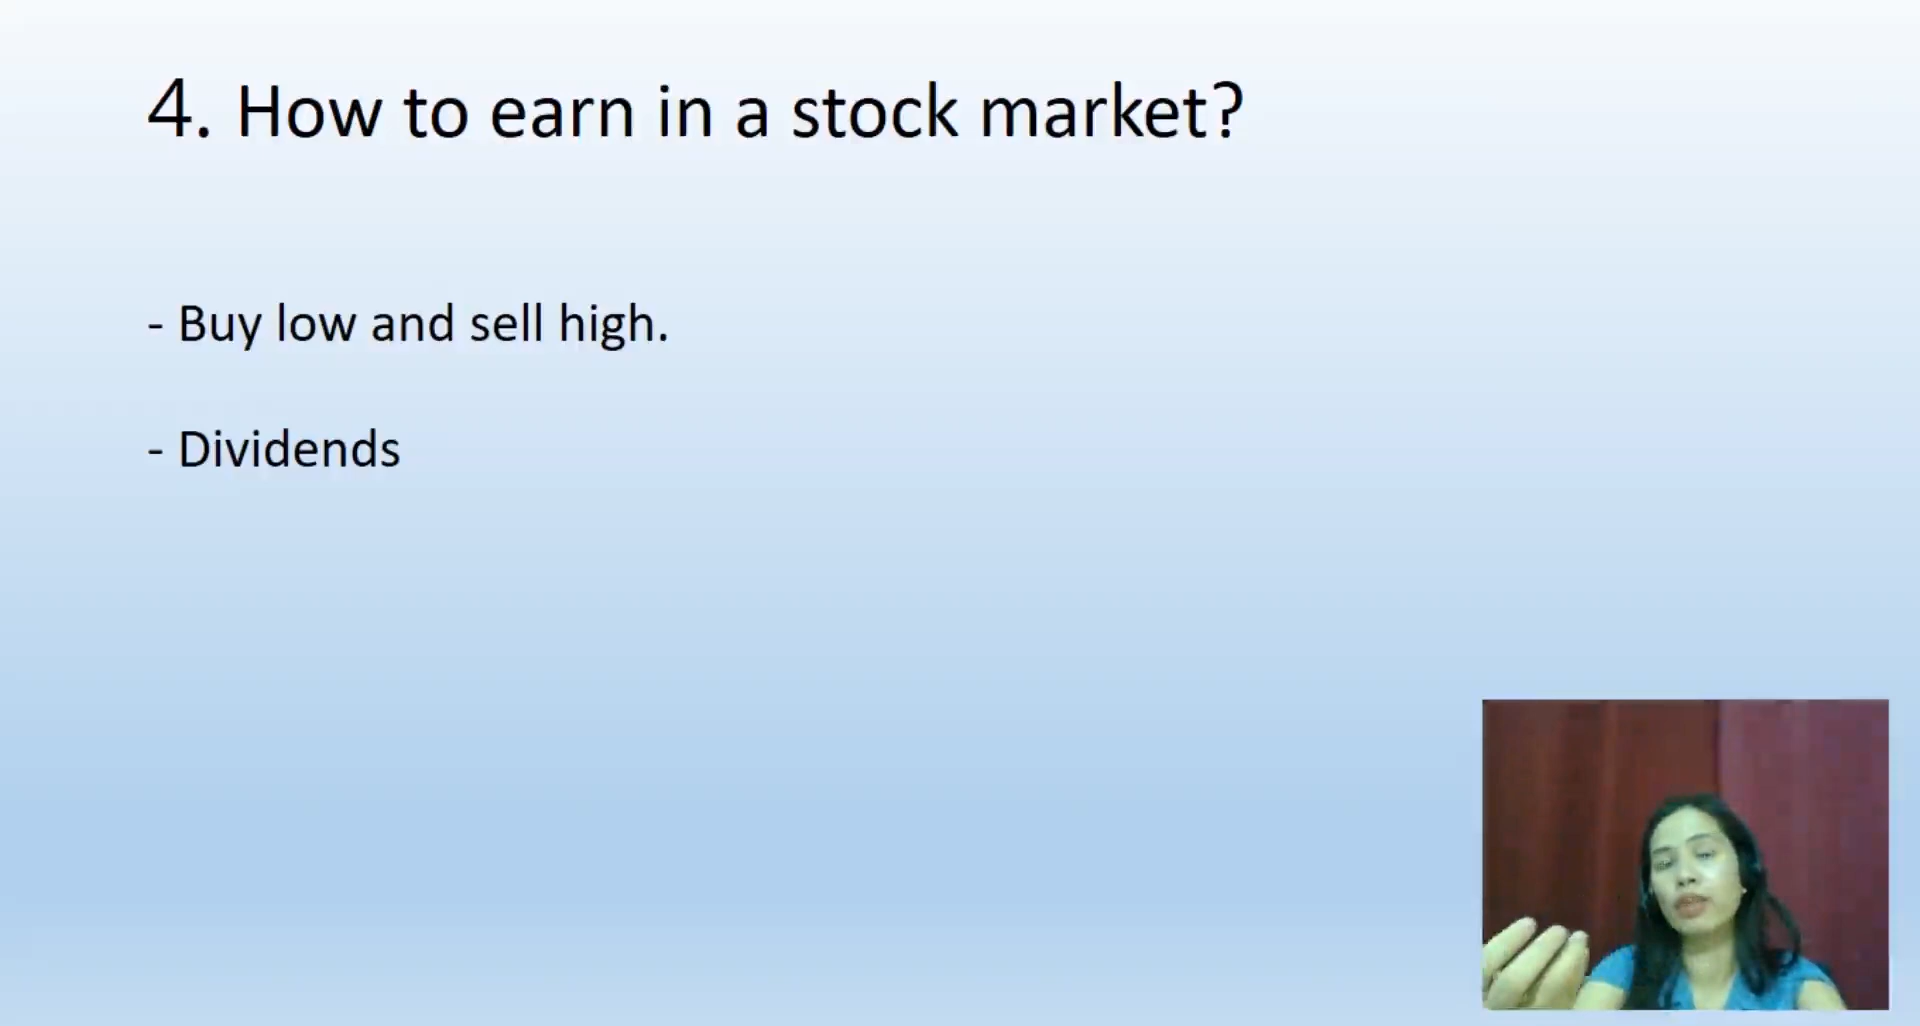 4. How to earn in a stock market?
- Buy low and sell high.
- Dividends